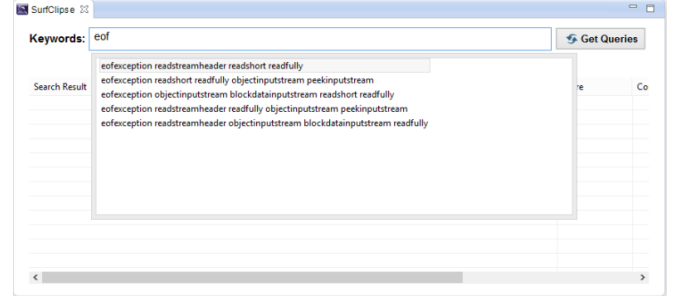 SurfClipse
Keywords: eof Get Queries
eofexception readstreamheader readshort readfully
eofexception readshort readfully objectinputstream peekinputstream
Search Result
eofexception objectinputstream blockdatainputstream readshort readfully
re Co
eofexception readstreamheader readfully objectinputstream peekinputstream
eofexception readstreamheader objectinputstream blockdatainputstream readfully